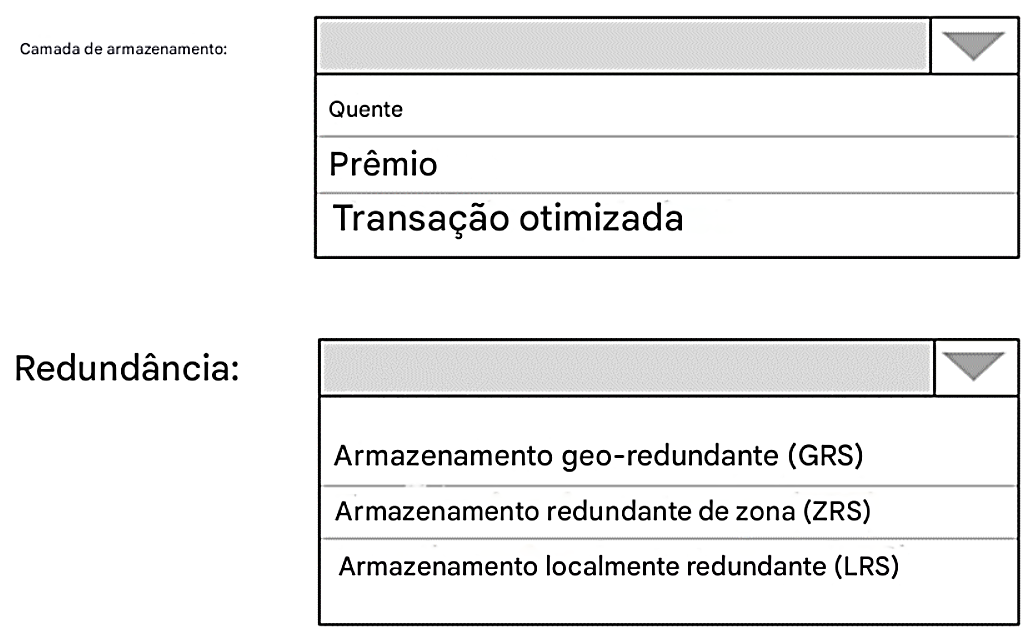 Camada de armazenamento:
Quente
Prêmio
Transação otimizada
Redundância:
Armazenamento geo-redundante (GRS)
Armazenamento redundante de zona (ZRS)
Armazenamento localmente redundante (LRS)